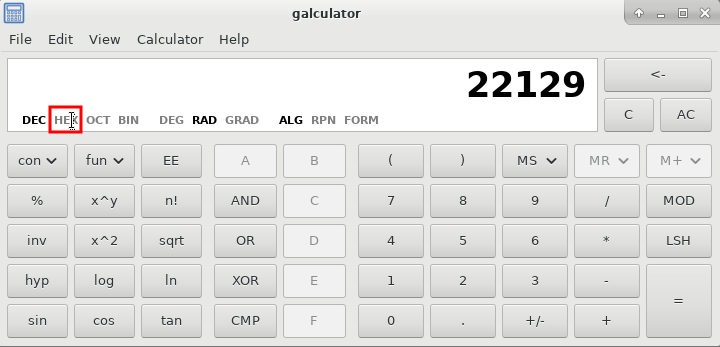 galculator
File Edit View Calculator Help
22129
<-
DEC HEX OCT BIN DEG RAD GRAD ALG RPN FORM
C AC
con fun EE A B ( ) MS MR M+
% x^y n! AND C 7 8 9 / MOD
inv x^2 sqrt OR D 4 5 6 * LSH
hyp log ln XOR E 1 2 3 - =
sin cos tan CMP F 0 . +/- +